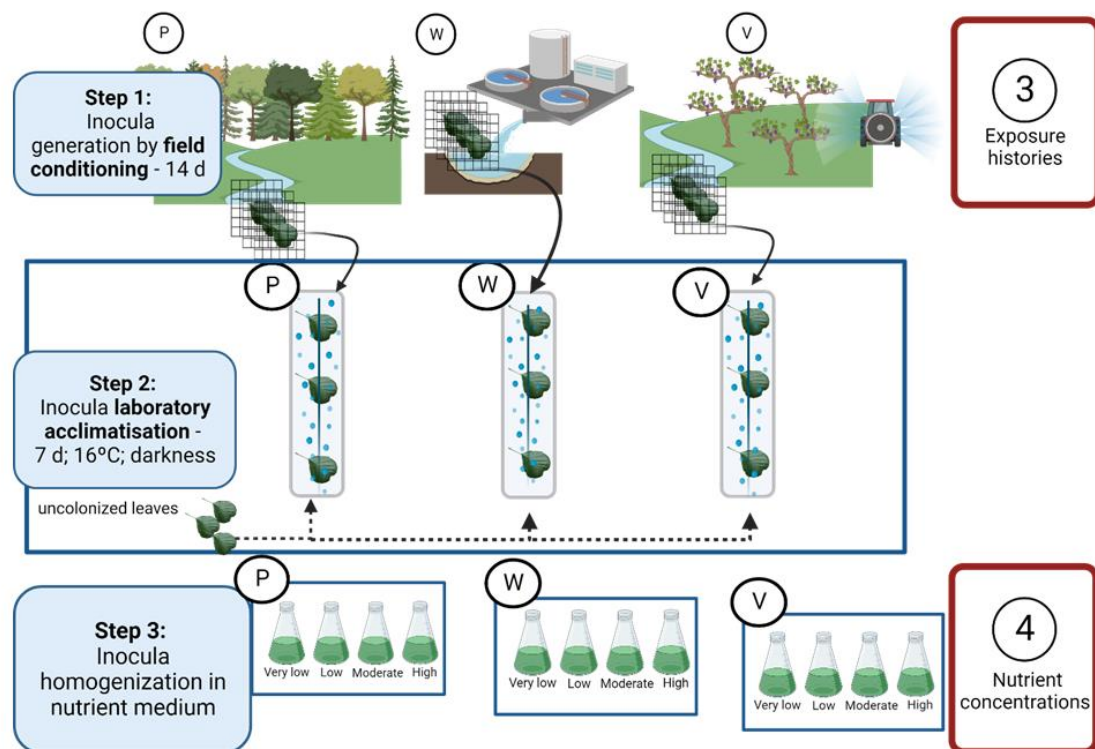 P
W
V
Step 1:
Inocula
generation by field
conditioning - 14 d
3
Exposure
histories
P
W
V
Step 2:
Inocula laboratory
acclimatisation -
7 d; 16ºC; darkness
uncolonized leaves
P
W
V
Step 3:
Inocula
homogenization in
nutrient medium
Very low Low Moderate High
Very low Low Moderate High
Very low Low Moderate High
4
Nutrient
concentrations